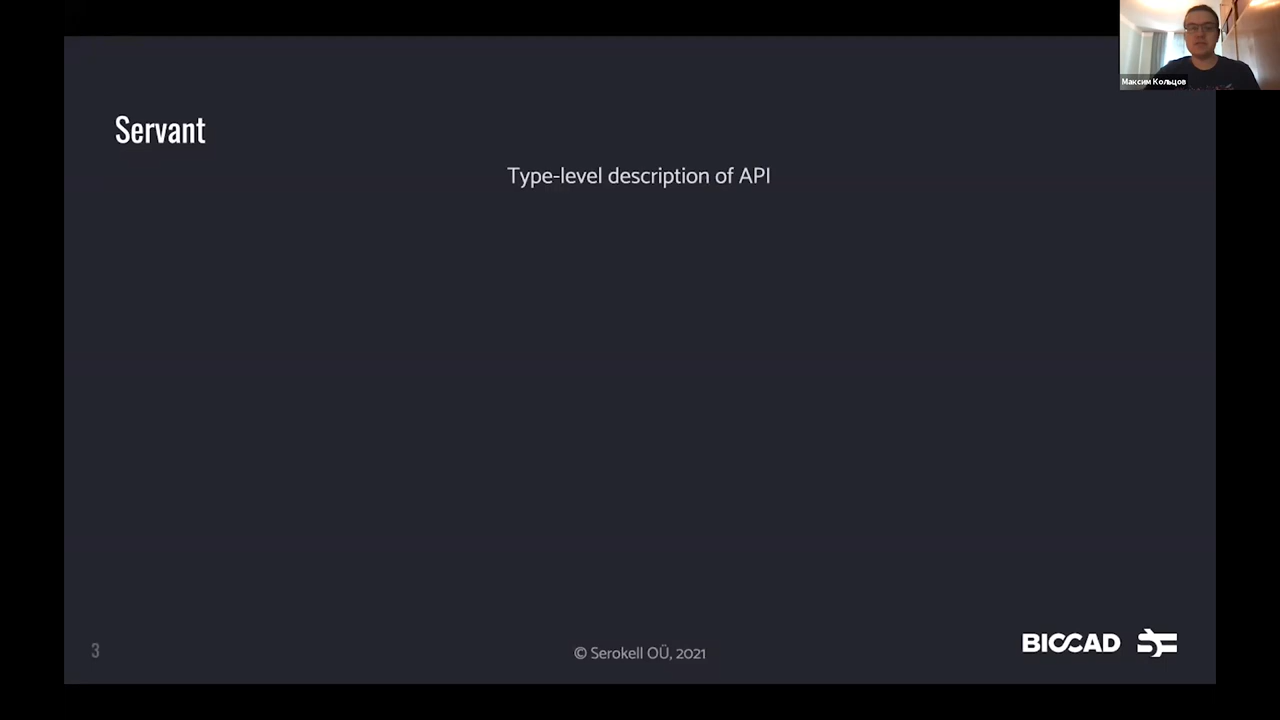 Максим Кольцов
Servant
Type-level description of API
3
© Serokell OÜ, 2021
BIOCAD